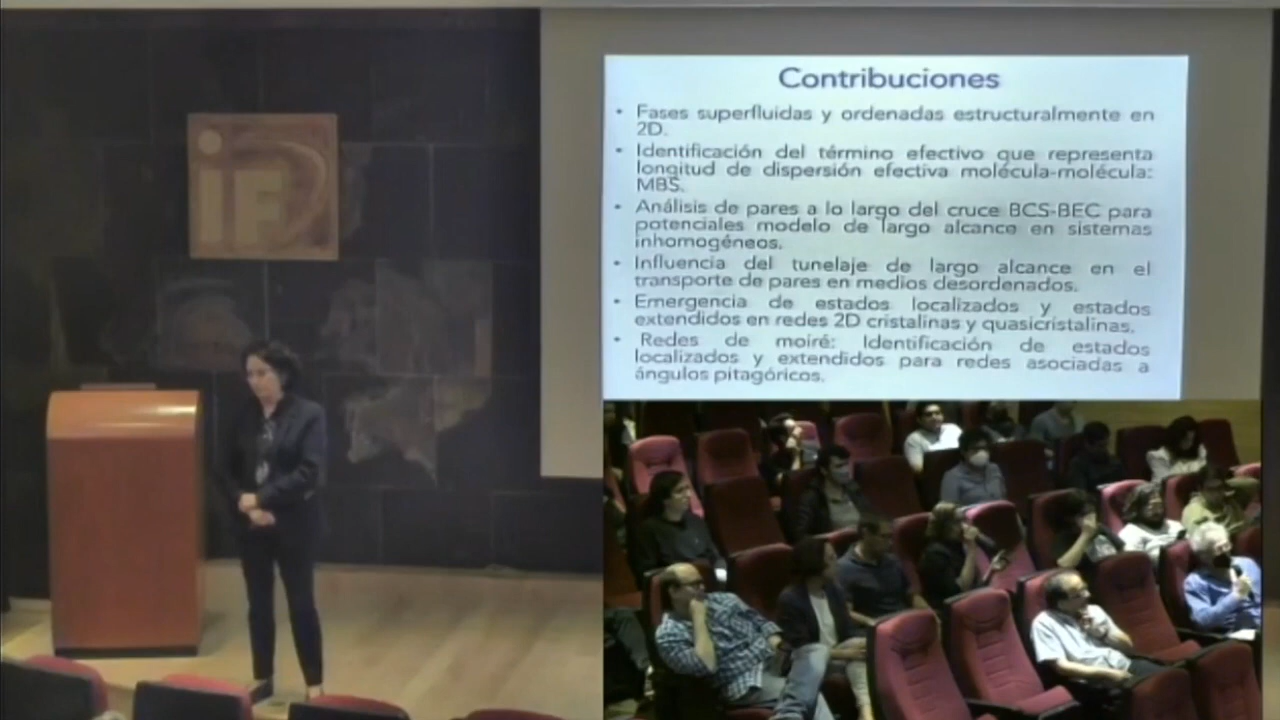 iF
Contribuciones
• Fases superfluidas y ordenadas estructuralmente en
2D.
• Identificación del término efectivo que representa
longitud de dispersión efectiva molécula-molécula:
MBS.
• Análisis de pares a lo largo del cruce BCS-BEC para
potenciales modelo de largo alcance en sistemas
inhomogéneos.
• Influencia del tunelaje de largo alcance en el
transporte de pares en medios desordenados.
• Emergencia de estados localizados y estados
extendidos en redes 2D cristalinas y quasicristalinas.
• Redes de moiré: Identificación de estados
localizados y extendidos para redes asociadas a
ángulos pitagóricos.